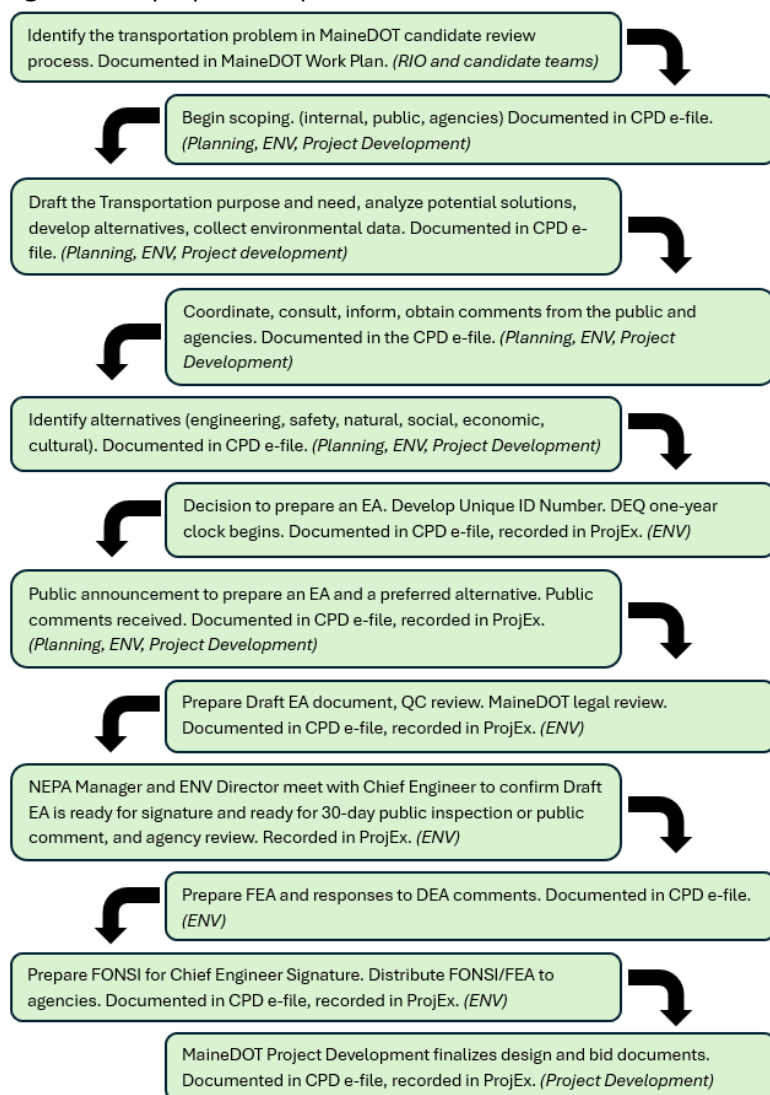 Identify the transportation problem in MaineDOT candidate review
process. Documented in MaineDOT Work Plan. (RIO and candidate teams)
Begin scoping. (internal, public, agencies) Documented in CPD e-file.
(Planning, ENV, Project Development)
Draft the Transportation purpose and need, analyze potential solutions,
develop alternatives, collect environmental data. Documented in CPD e-
file. (Planning, ENV, Project development)
Coordinate, consult, inform, obtain comments from the public and
agencies. Documented in the CPD e-file. (Planning, ENV, Project
Development)
Identify alternatives (engineering, safety, natural, social, economic,
cultural). Documented in CPD e-file. (Planning, ENV, Project Development)
Decision to prepare an EA. Develop Unique ID Number. DEQ one-year
clock begins. Documented in CPD e-file, recorded in ProjEx. (ENV)
Public announcement to prepare an EA and a preferred alternative. Public
comments received. Documented in CPD e-file, recorded in ProjEx.
(Planning, ENV, Project Development)
Prepare Draft EA document, QC review. MaineDOT legal review.
Documented in CPD e-file, recorded in ProjEx. (ENV)
NEPA Manager and ENV Director meet with Chief Engineer to confirm Draft
EA is ready for signature and ready for 30-day public inspection or public
comment, and agency review. Recorded in ProjEx. (ENV)
Prepare FEA and responses to DEA comments. Documented in CPD e-file.
(ENV)
Prepare FONSI for Chief Engineer Signature. Distribute FONSI/FEA to
agencies. Documented in CPD e-file, recorded in ProjEx. (ENV)
MaineDOT Project Development finalizes design and bid documents.
Documented in CPD e-file, recorded in ProjEx. (Project Development)